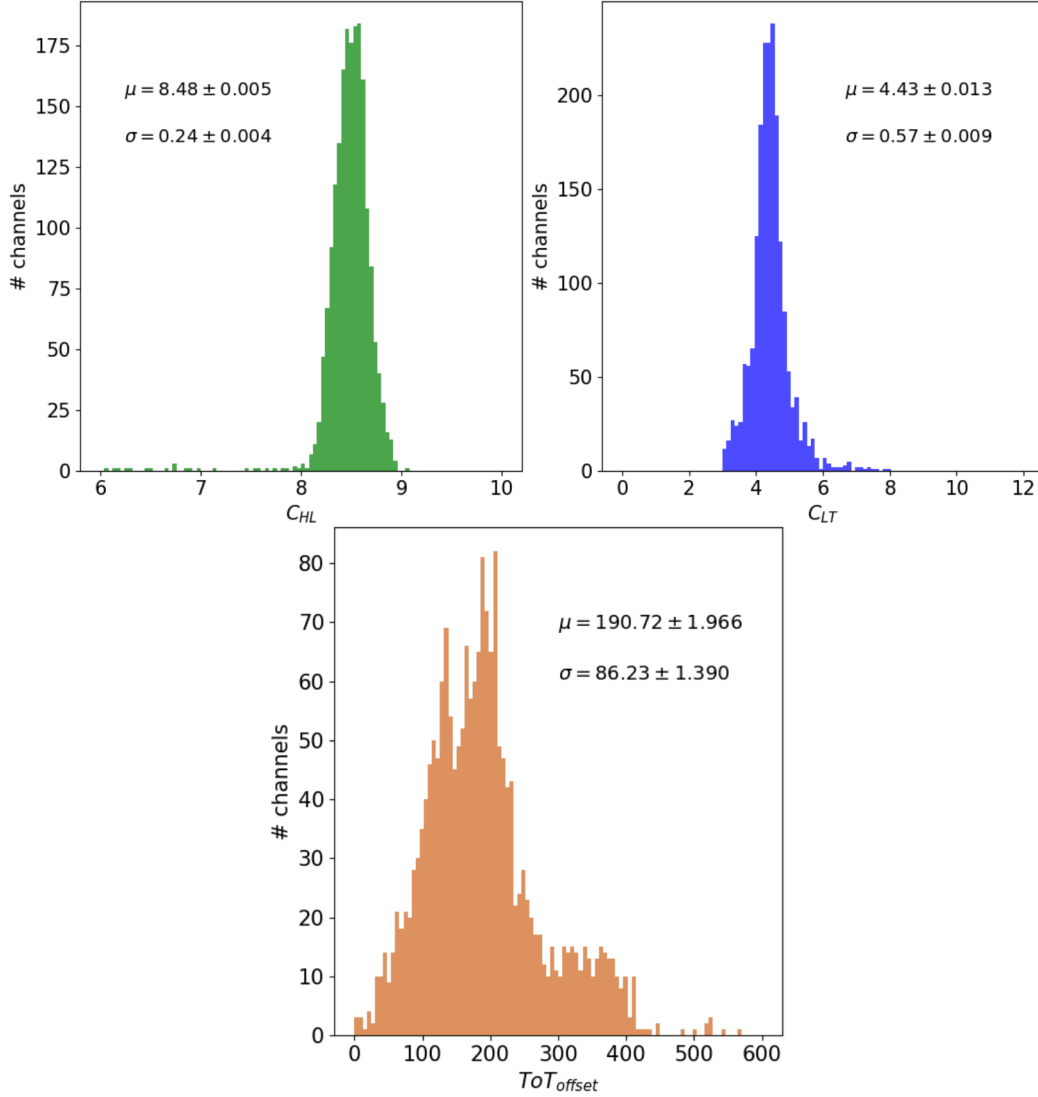 μ = 8.48 ± 0.005
σ = 0.24 ± 0.004
# channels
175
150
125
100
75
50
25
0
6 7 8 9 10
C_HL
μ = 4.43 ± 0.013
σ = 0.57 ± 0.009
# channels
200
150
100
50
0
0 2 4 6 8 10 12
C_LT
μ = 190.72 ± 1.966
σ = 86.23 ± 1.390
# channels
80
70
60
50
40
30
20
10
0
0 100 200 300 400 500 600
ToT_offset